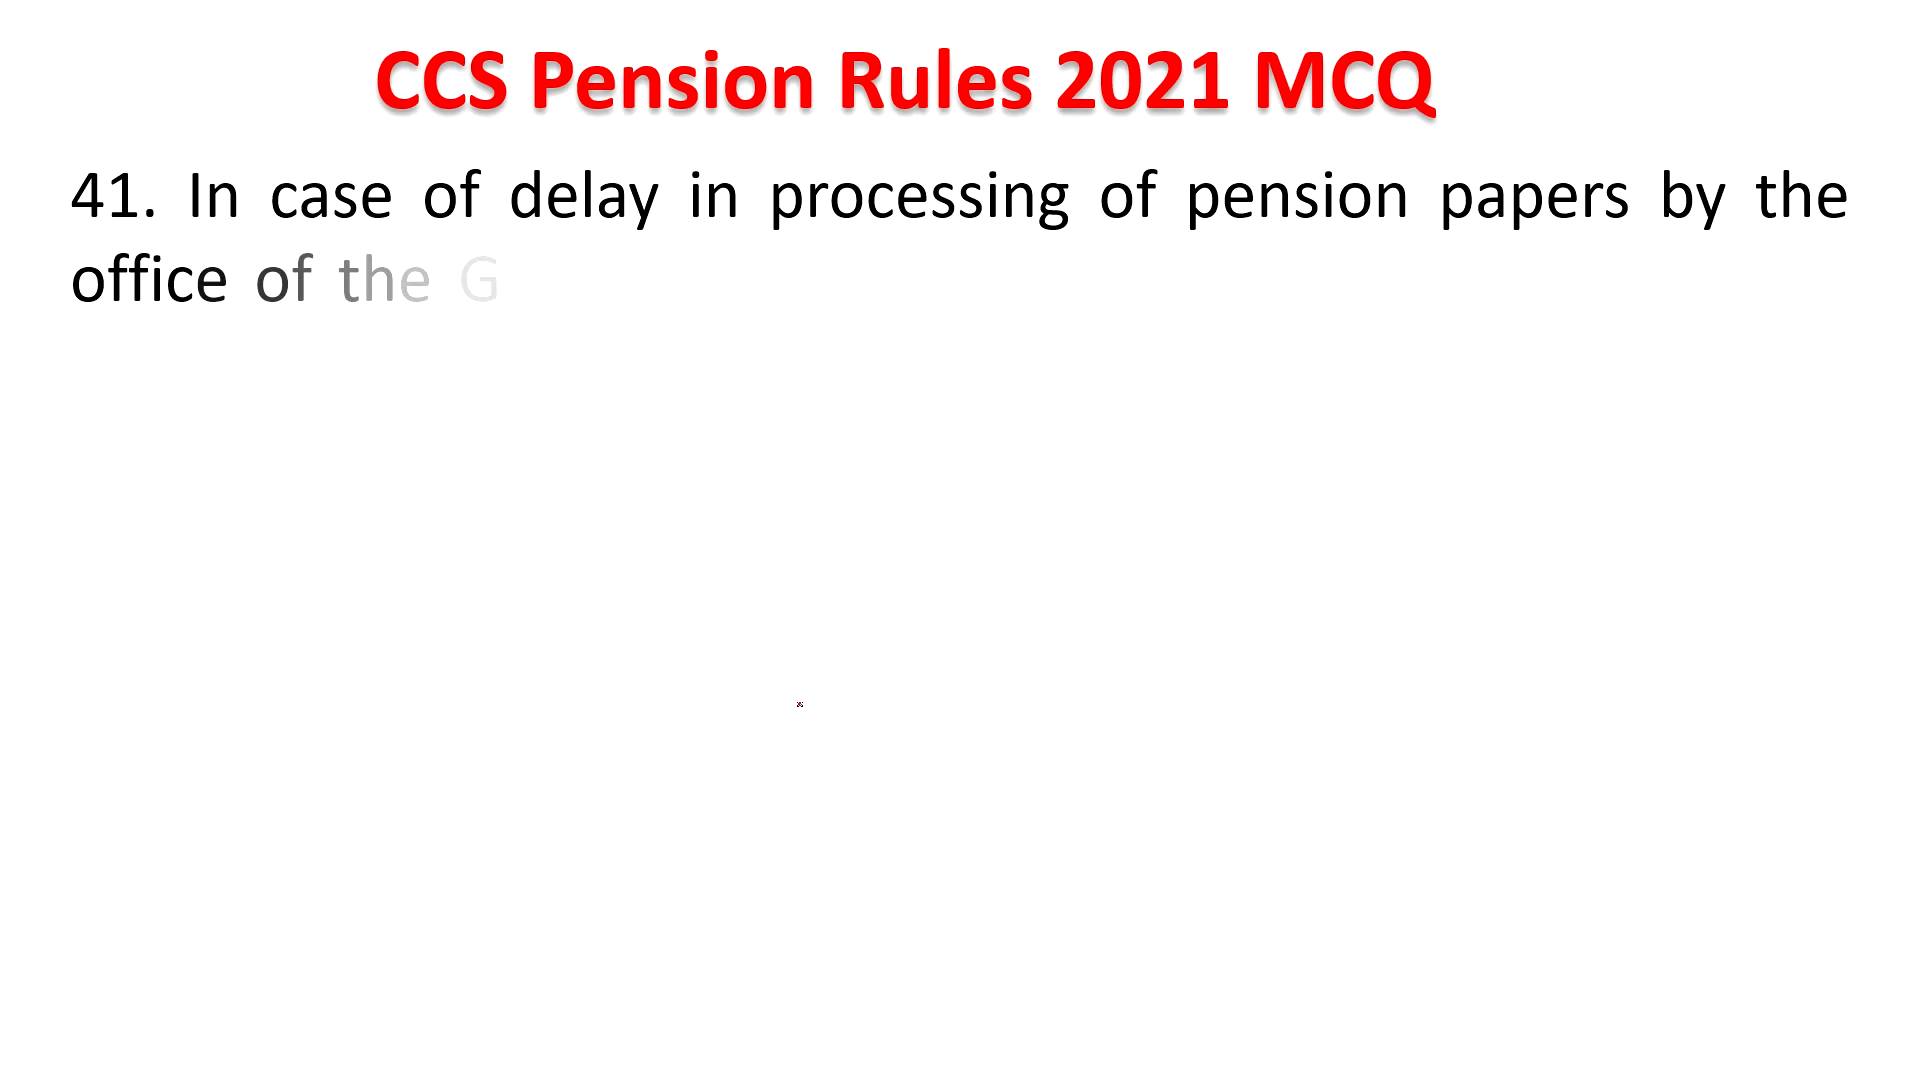 CCS Pension Rules 2021 MCQ
41. In case of delay in processing of pension papers by the
office of the G